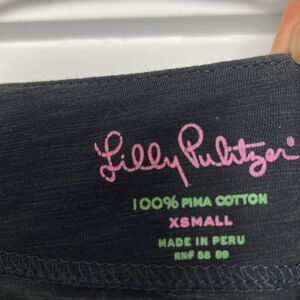 Lilly Pulitzer®
100% PIMA COTTON
XSMALL
MADE IN PERU
RN# 88 89